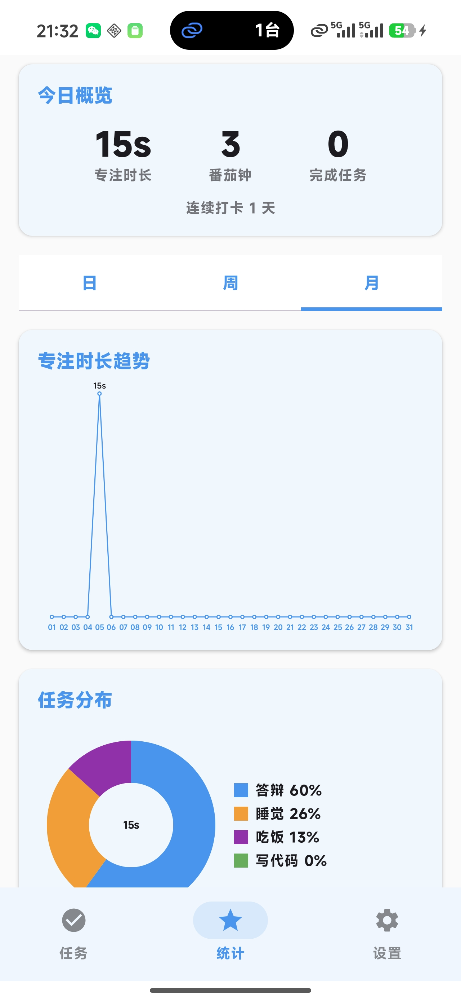 21:32 1台 5G 5G 54
今日概览
15s 3 0
专注时长 番茄钟 完成任务
连续打卡 1 天
日 周 月
专注时长趋势
15s
01 02 03 04 05 06 07 08 09 10 11 12 13 14 15 16 17 18 19 20 21 22 23 24 25 26 27 28 29 30 31
任务分布
答辩 60%
睡觉 26%
15s
吃饭 13%
写代码 0%
任务 统计 设置